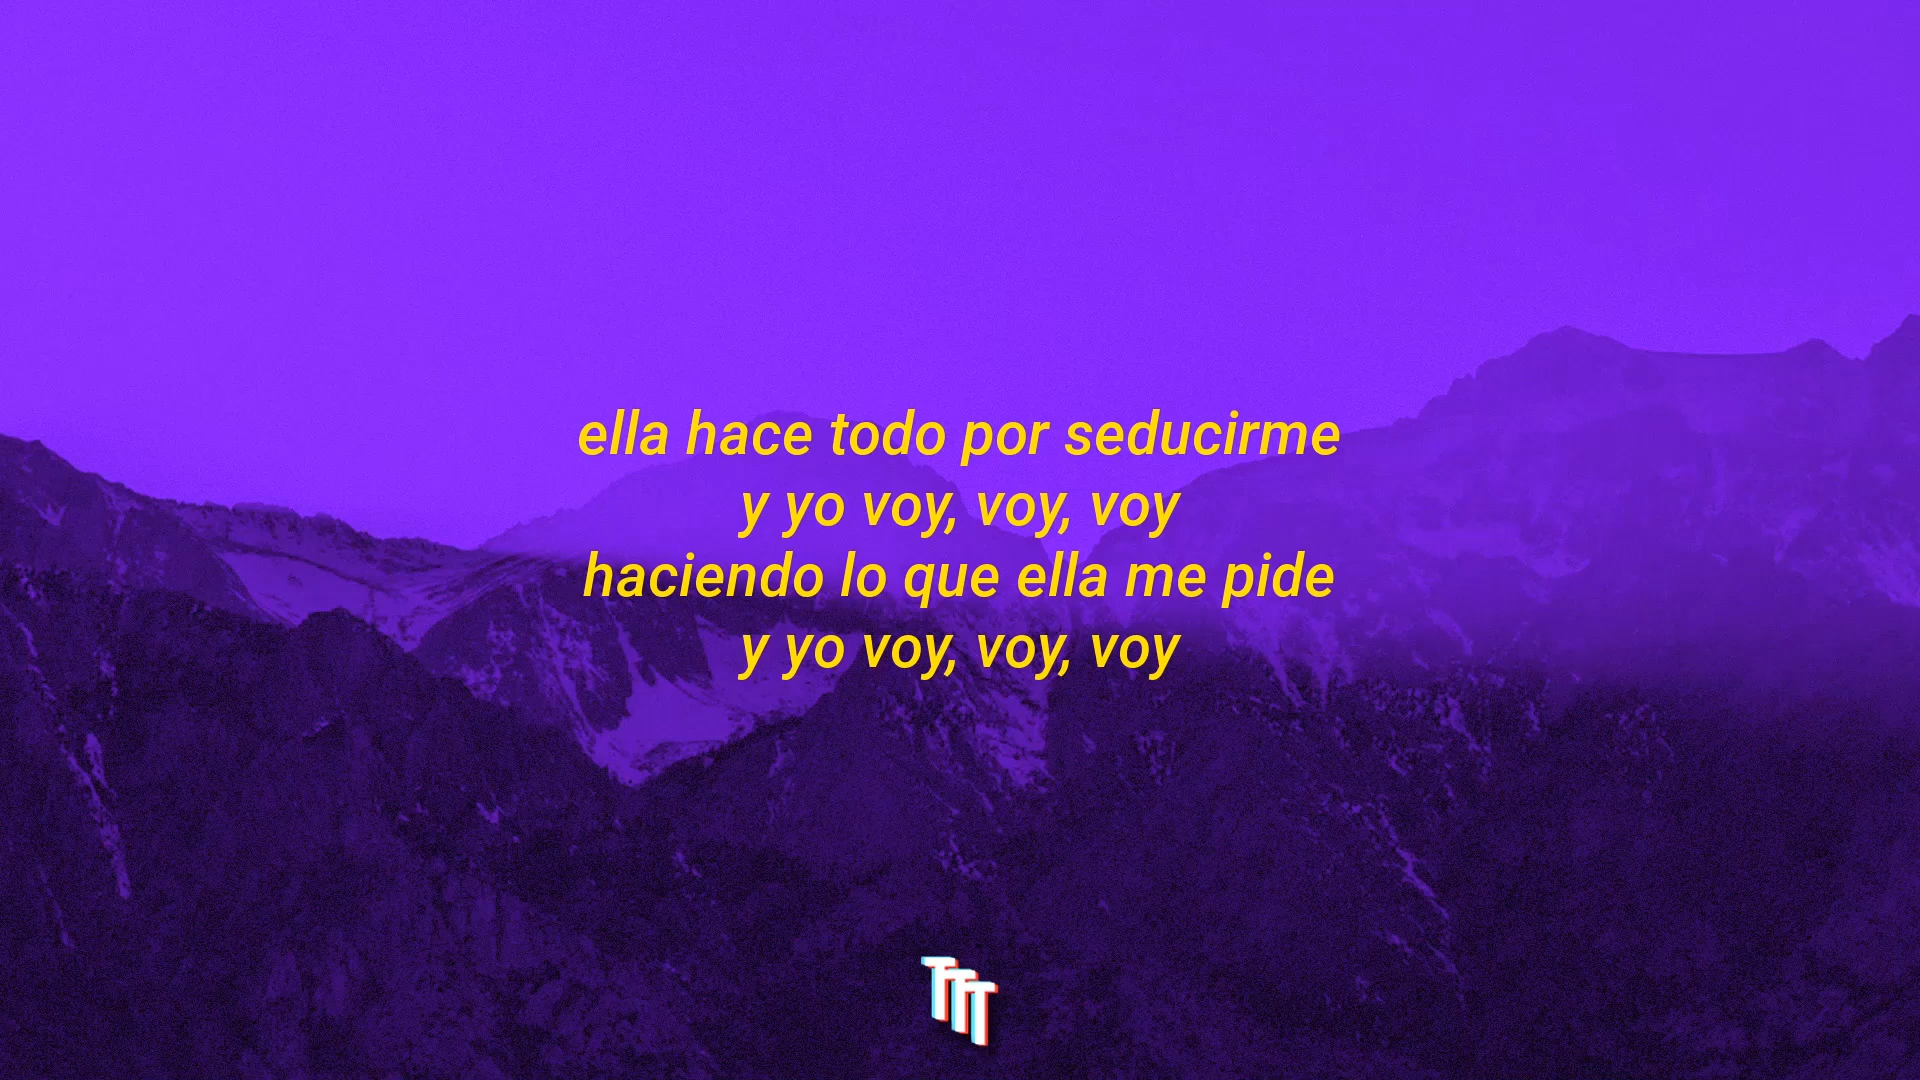 ella hace todo por seducirme
y yo voy, voy, voy
haciendo lo que ella me pide
y yo voy, voy, voy
TTT